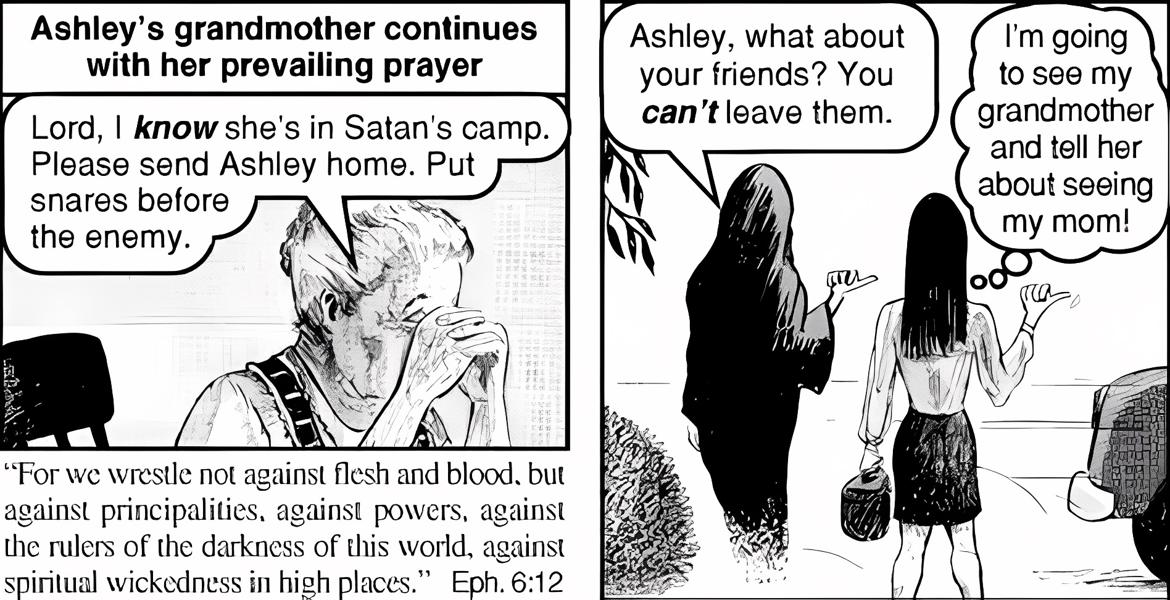 Ashley's grandmother continues
with her prevailing prayer
Lord, I know she's in Satan's camp.
Please send Ashley home. Put
snares before
the enemy.
"For we wrestle not against flesh and blood, but
against principalities, against powers, against
the rulers of the darkness of this world, against
spiritual wickedness in high places." Eph. 6:12
Ashley, what about
your friends? You
can't leave them.
I'm going
to see my
grandmother
and tell her
about seeing
my mom!